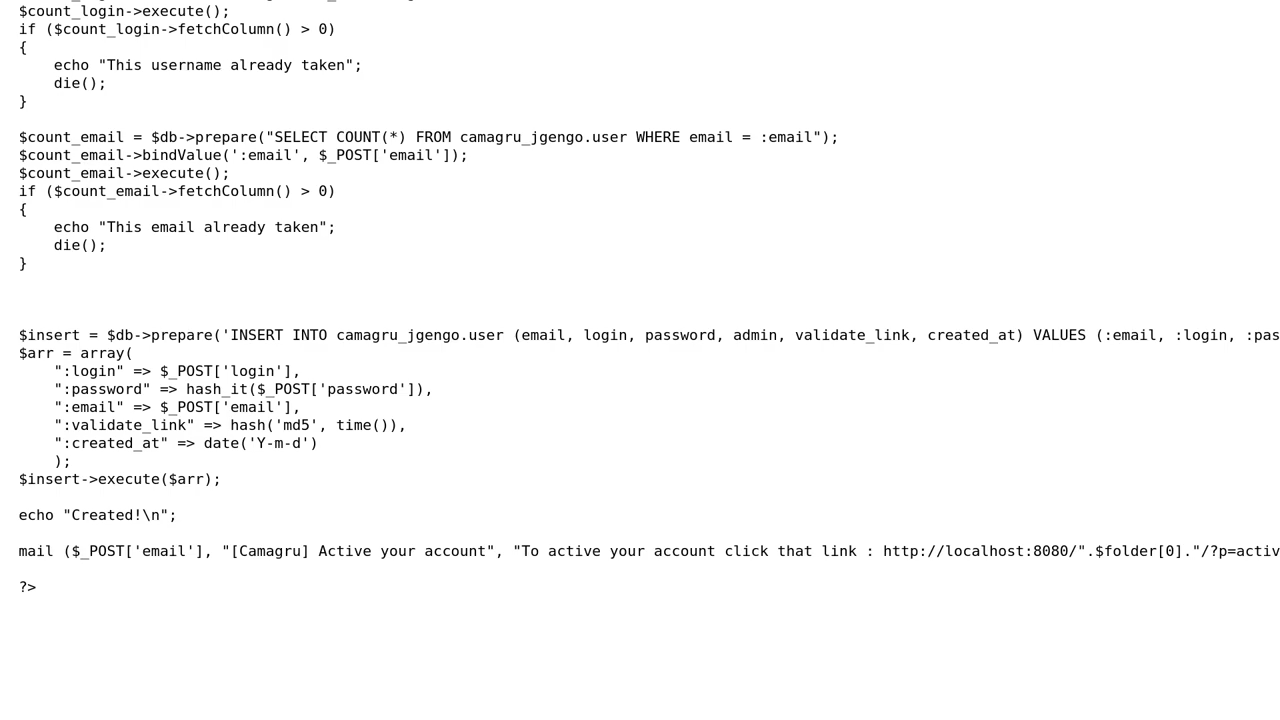 $count_login->execute();
if ($count_login->fetchColumn() > 0)
{
    echo "This username already taken";
    die();
}

$count_email = $db->prepare("SELECT COUNT(*) FROM camagru_jgengo.user WHERE email = :email");
$count_email->bindValue(':email', $_POST['email']);
$count_email->execute();
if ($count_email->fetchColumn() > 0)
{
    echo "This email already taken";
    die();
}

$insert = $db->prepare('INSERT INTO camagru_jgengo.user (email, login, password, admin, validate_link, created_at) VALUES (:email, :login, :pas
$arr = array(
    ":login" => $_POST['login'],
    ":password" => hash_it($_POST['password']),
    ":email" => $_POST['email'],
    ":validate_link" => hash('md5', time()),
    ":created_at" => date('Y-m-d')
    );
$insert->execute($arr);

echo "Created!\n";

mail ($_POST['email'], "[Camagru] Active your account", "To active your account click that link : http://localhost:8080/".$folder[0]."/?p=activ

?>